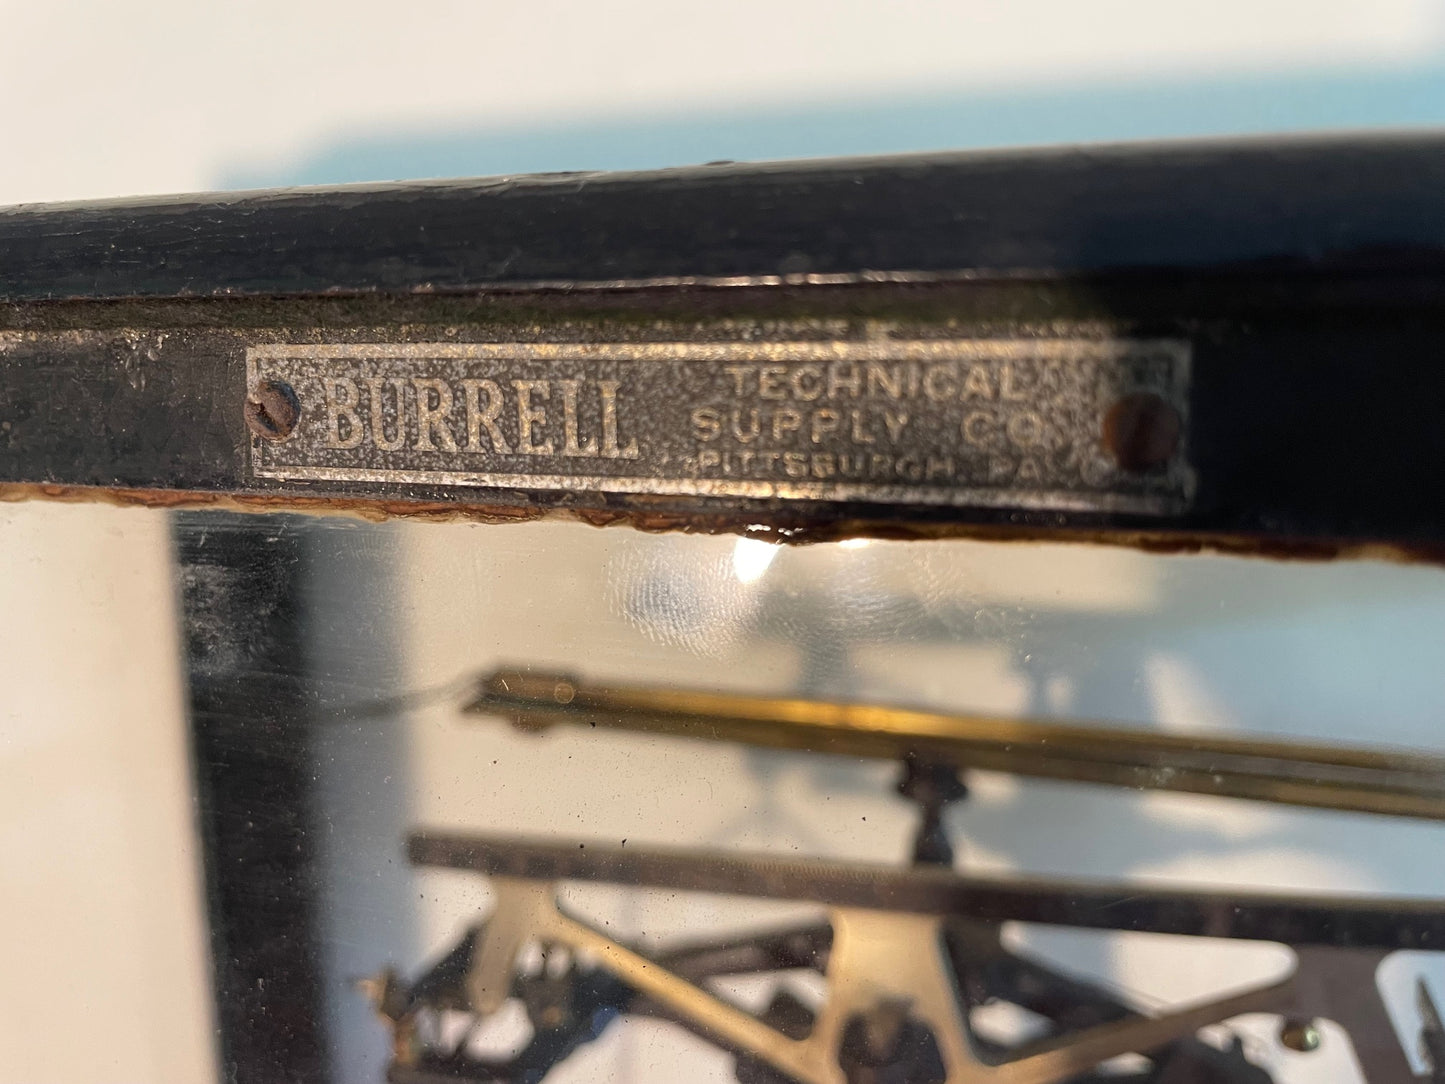 BURRELL
TECHNICAL
SUPPLY CO.
PITTSBURGH, PA.